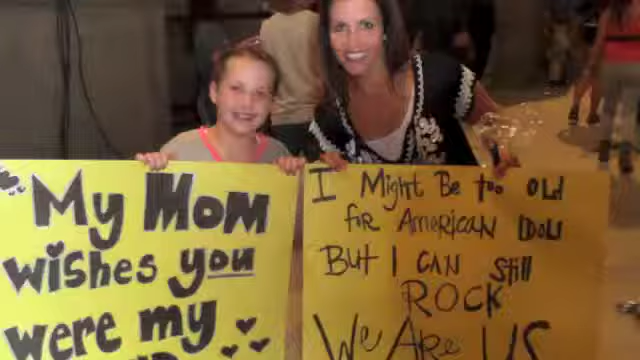 My Mom
wishes you
were my
I Might Be too old
for American IDOL
But I CAN Still
ROCK
We Are US